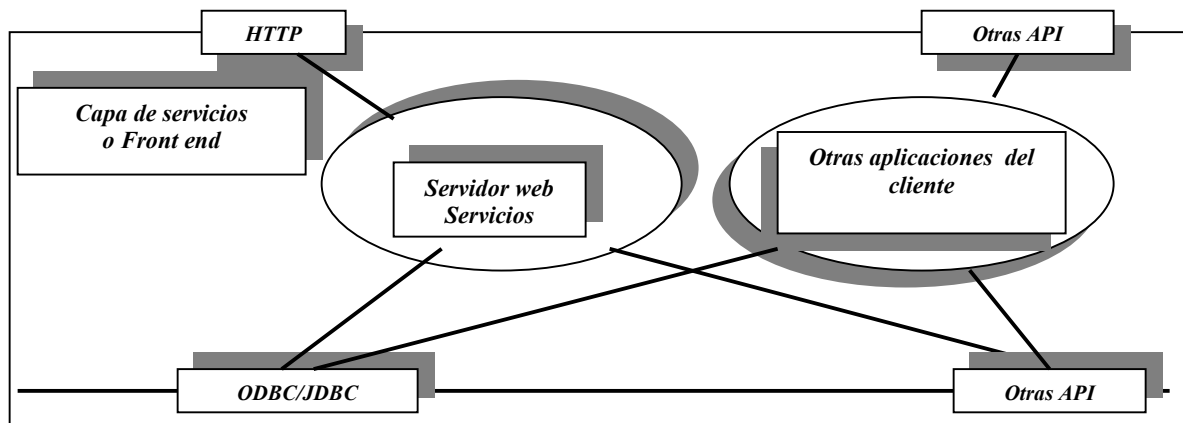 HTTP
Otras API
Capa de servicios
o Front end
Servidor web
Servicios
Otras aplicaciones del
cliente
ODBC/JDBC
Otras API